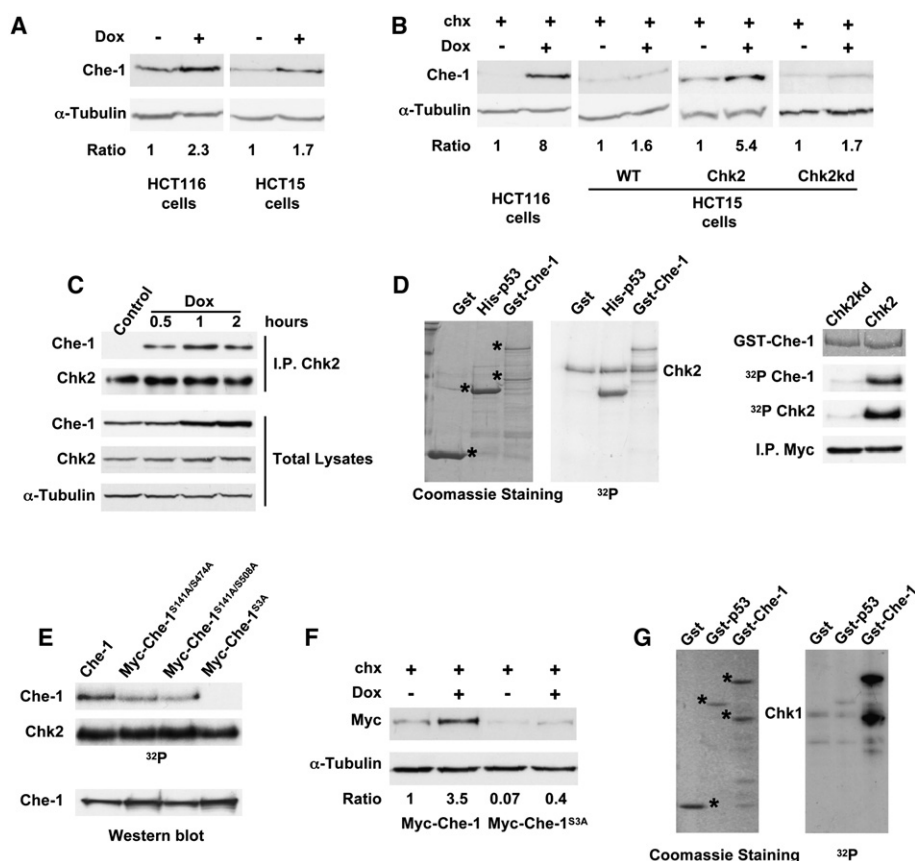 A
Dox - + - +
Che-1
α-Tubulin
Ratio 1 2.3 1 1.7
HCT116 cells
HCT15 cells
B
chx + + + + + + + +
Dox - + - + - + - +
Che-1
α-Tubulin
Ratio 1 8 1 1.6 1 5.4 1 1.7
WT Chk2 Chk2kd
HCT116 cells
HCT15 cells
C
Control
Dox
0.5 1 2 hours
Che-1
Chk2
I.P. Chk2
Che-1
Chk2
α-Tubulin
Total Lysates
D
Gst His-p53 Gst-Che-1
Gst His-p53 Gst-Che-1
*
*
*
*
Chk2
Coomassie Staining
32P
Chk2kd Chk2
GST-Che-1
32P Che-1
32P Chk2
I.P. Myc
E
Che-1 Myc-Che-1S141A/S474A Myc-Che-1S141A/S508A Myc-Che-1S3A
Che-1
Chk2
32P
Che-1
Western blot
F
chx + + + +
Dox - + - +
Myc
α-Tubulin
Ratio 1 3.5 0.07 0.4
Myc-Che-1 Myc-Che-1S3A
G
Gst Gst-p53 Gst-Che-1
Gst Gst-p53 Gst-Che-1
*
*
*
*
Chk1
Coomassie Staining
32P